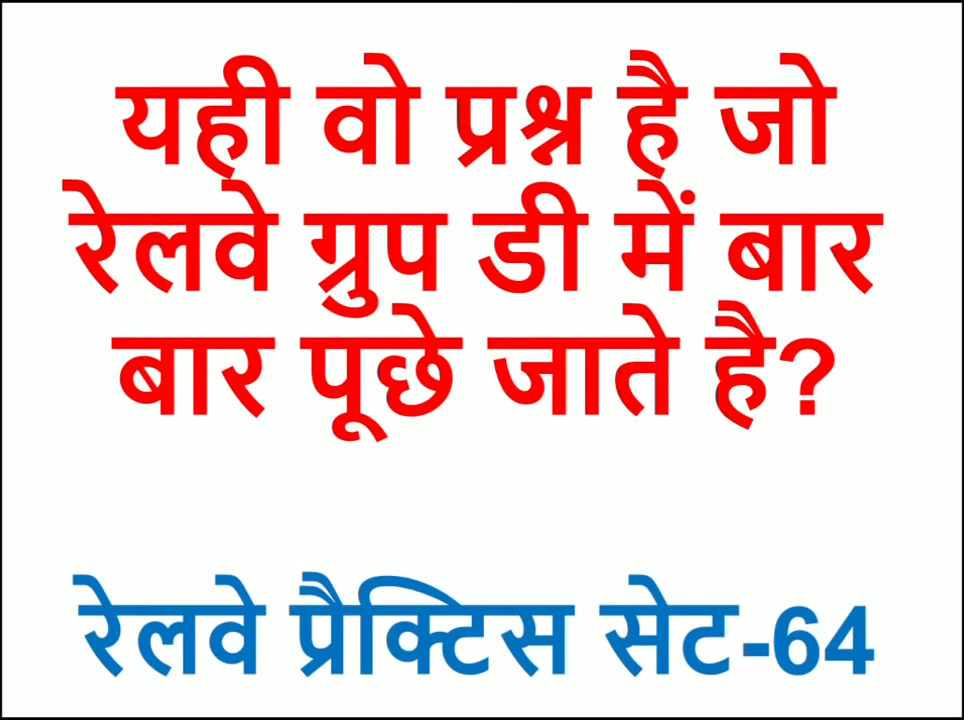 यही वो प्रश्न है जो
रेलवे ग्रुप डी में बार
बार पूछे जाते है?
रेलवे प्रैक्टिस सेट-64